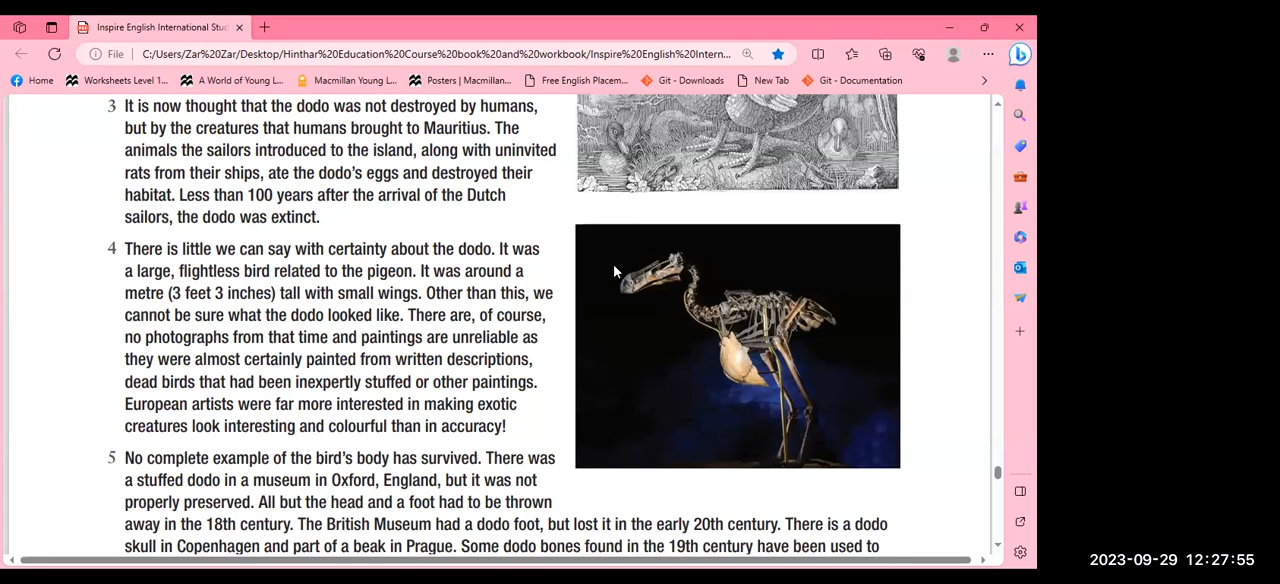 Inspire English International Stud
File
C:/Users/Zar%20Zar/Desktop/Hinthar%20Education%20Course%20book%20and%20workbook/Inspire%20English%20Intern...
Home
Worksheets Level 1...
A World of Young L...
Macmillan Young L...
Posters | Macmillan...
Free English Placem...
Git - Downloads
New Tab
Git - Documentation
3 It is now thought that the dodo was not destroyed by humans,
but by the creatures that humans brought to Mauritius. The
animals the sailors introduced to the island, along with uninvited
rats from their ships, ate the dodo’s eggs and destroyed their
habitat. Less than 100 years after the arrival of the Dutch
sailors, the dodo was extinct.
4 There is little we can say with certainty about the dodo. It was
a large, flightless bird related to the pigeon. It was around a
metre (3 feet 3 inches) tall with small wings. Other than this, we
cannot be sure what the dodo looked like. There are, of course,
no photographs from that time and paintings are unreliable as
they were almost certainly painted from written descriptions,
dead birds that had been inexpertly stuffed or other paintings.
European artists were far more interested in making exotic
creatures look interesting and colourful than in accuracy!
5 No complete example of the bird’s body has survived. There was
a stuffed dodo in a museum in Oxford, England, but it was not
properly preserved. All but the head and a foot had to be thrown
away in the 18th century. The British Museum had a dodo foot, but lost it in the early 20th century. There is a dodo
skull in Copenhagen and part of a beak in Prague. Some dodo bones found in the 19th century have been used to
2023-09-29 12:27:55